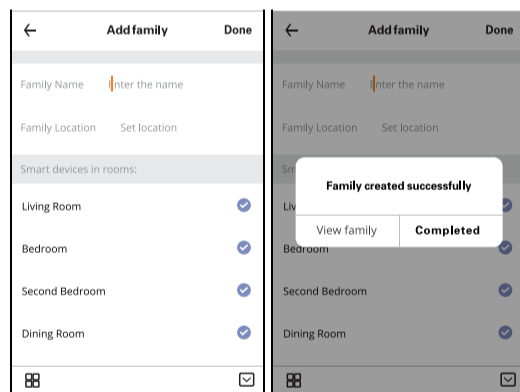 Add family Done
Family Name Enter the name
Family Location Set location
Smart devices in rooms:
Living Room
Bedroom
Second Bedroom
Dining Room
Add family Done
Family Name Enter the name
Family Location Set location
Sm
Family created successfully
Liv
View family Completed
Bedroom
Second Bedroom
Dining Room